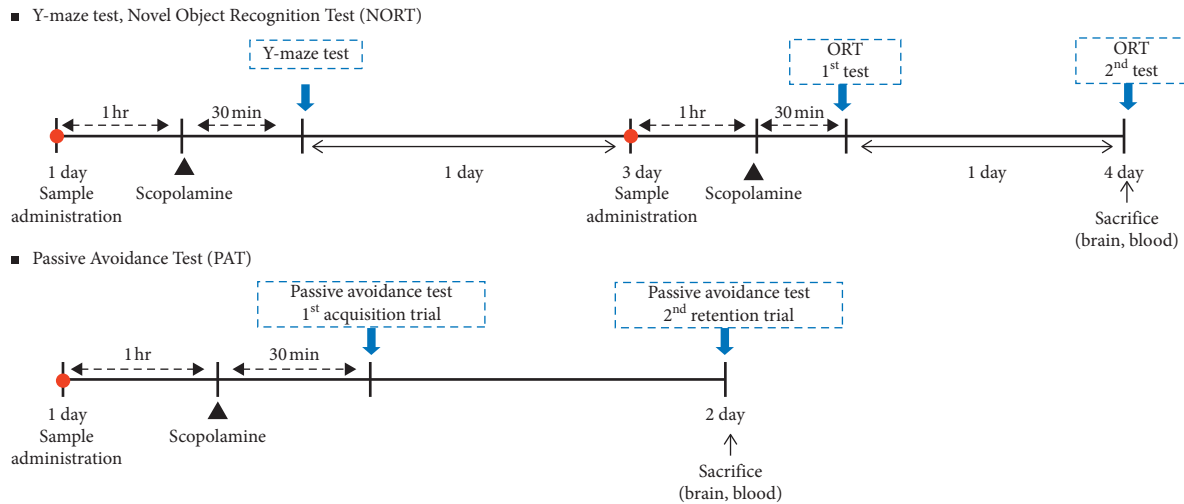 ■ Y-maze test, Novel Object Recognition Test (NORT)
Y-maze test
ORT
1st test
ORT
2nd test
1 hr
30 min
1 hr
30 min
1 day
Sample
administration
Scopolamine
1 day
3 day
Sample
administration
Scopolamine
1 day
4 day
Sacrifice
(brain, blood)
■ Passive Avoidance Test (PAT)
Passive avoidance test
1st acquisition trial
Passive avoidance test
2nd retention trial
1 hr
30 min
1 day
Sample
administration
Scopolamine
2 day
Sacrifice
(brain, blood)